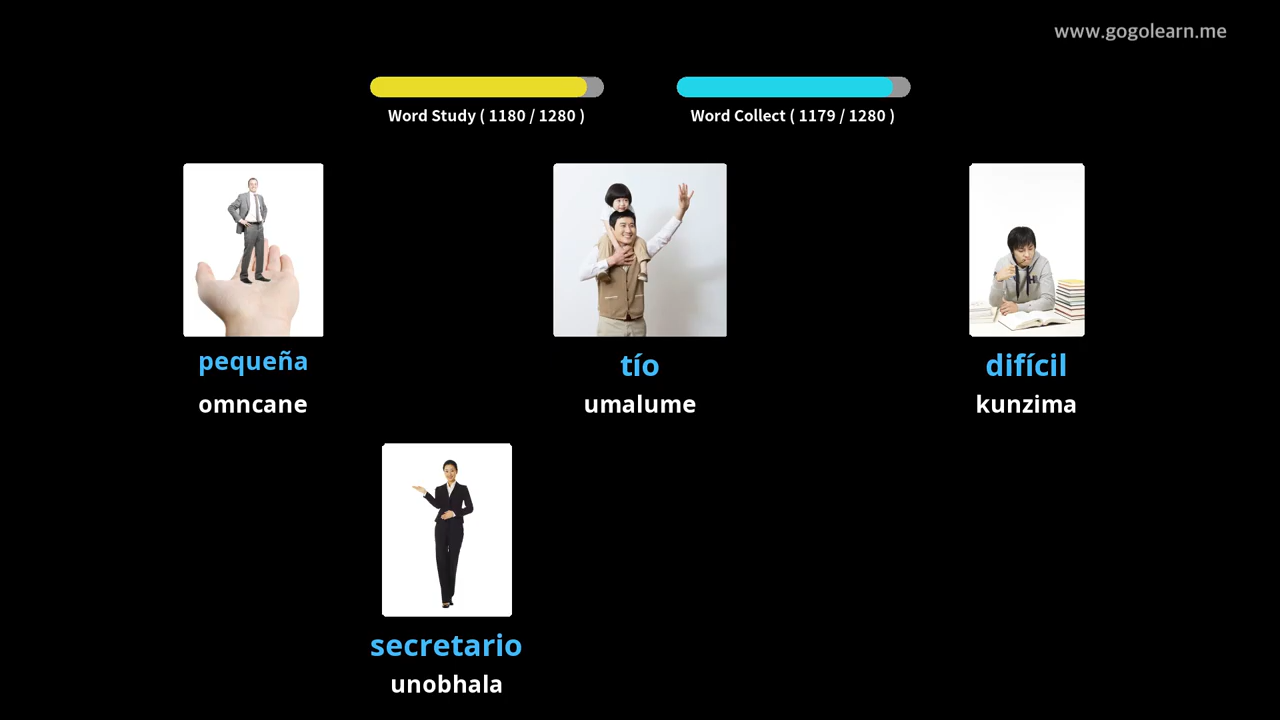 www.gogolearn.me
Word Study ( 1180 / 1280 )
Word Collect ( 1179 / 1280 )
pequeña
omncane
tío
umalume
difícil
kunzima
secretario
unobhala